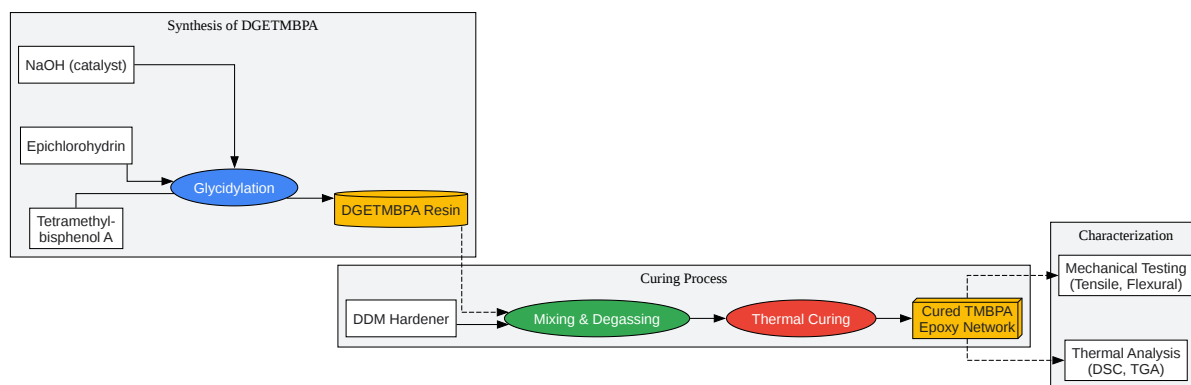 Synthesis of DGETMBPA
NaOH (catalyst)
Epichlorohydrin
Glycidylation
Tetramethyl-
bisphenol A
DGETMBPA Resin
Curing Process
DDM Hardener
Mixing & Degassing
Thermal Curing
Cured TMBPA
Epoxy Network
Characterization
Mechanical Testing
(Tensile, Flexural)
Thermal Analysis
(DSC, TGA)